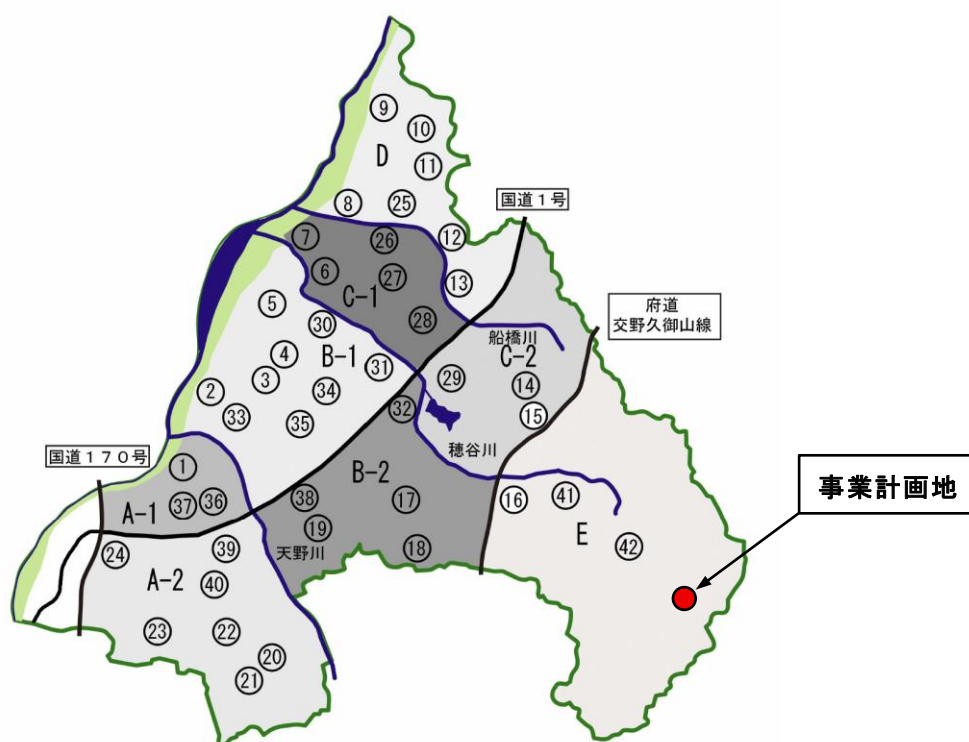 ⑨
⑩
D
⑪
⑧
㉕
国道1号
⑦
㉖
⑫
⑥
㉗
⑬
C-1
⑤
府道
交野久御山線
㉚
㉘
船橋川
④
B-1
C-2
㉛
③
㉙
②
㉞
⑭
㉝
㉜
⑮
㉟
穂谷川
国道170号
①
B-2
事業計画地
㊲
㊱
㊳
⑰
⑯
㊶
A-1
⑲
E
㉔
㊴
天野川
⑱
㊷
A-2
㊵
㉓
㉒
⑳
㉑